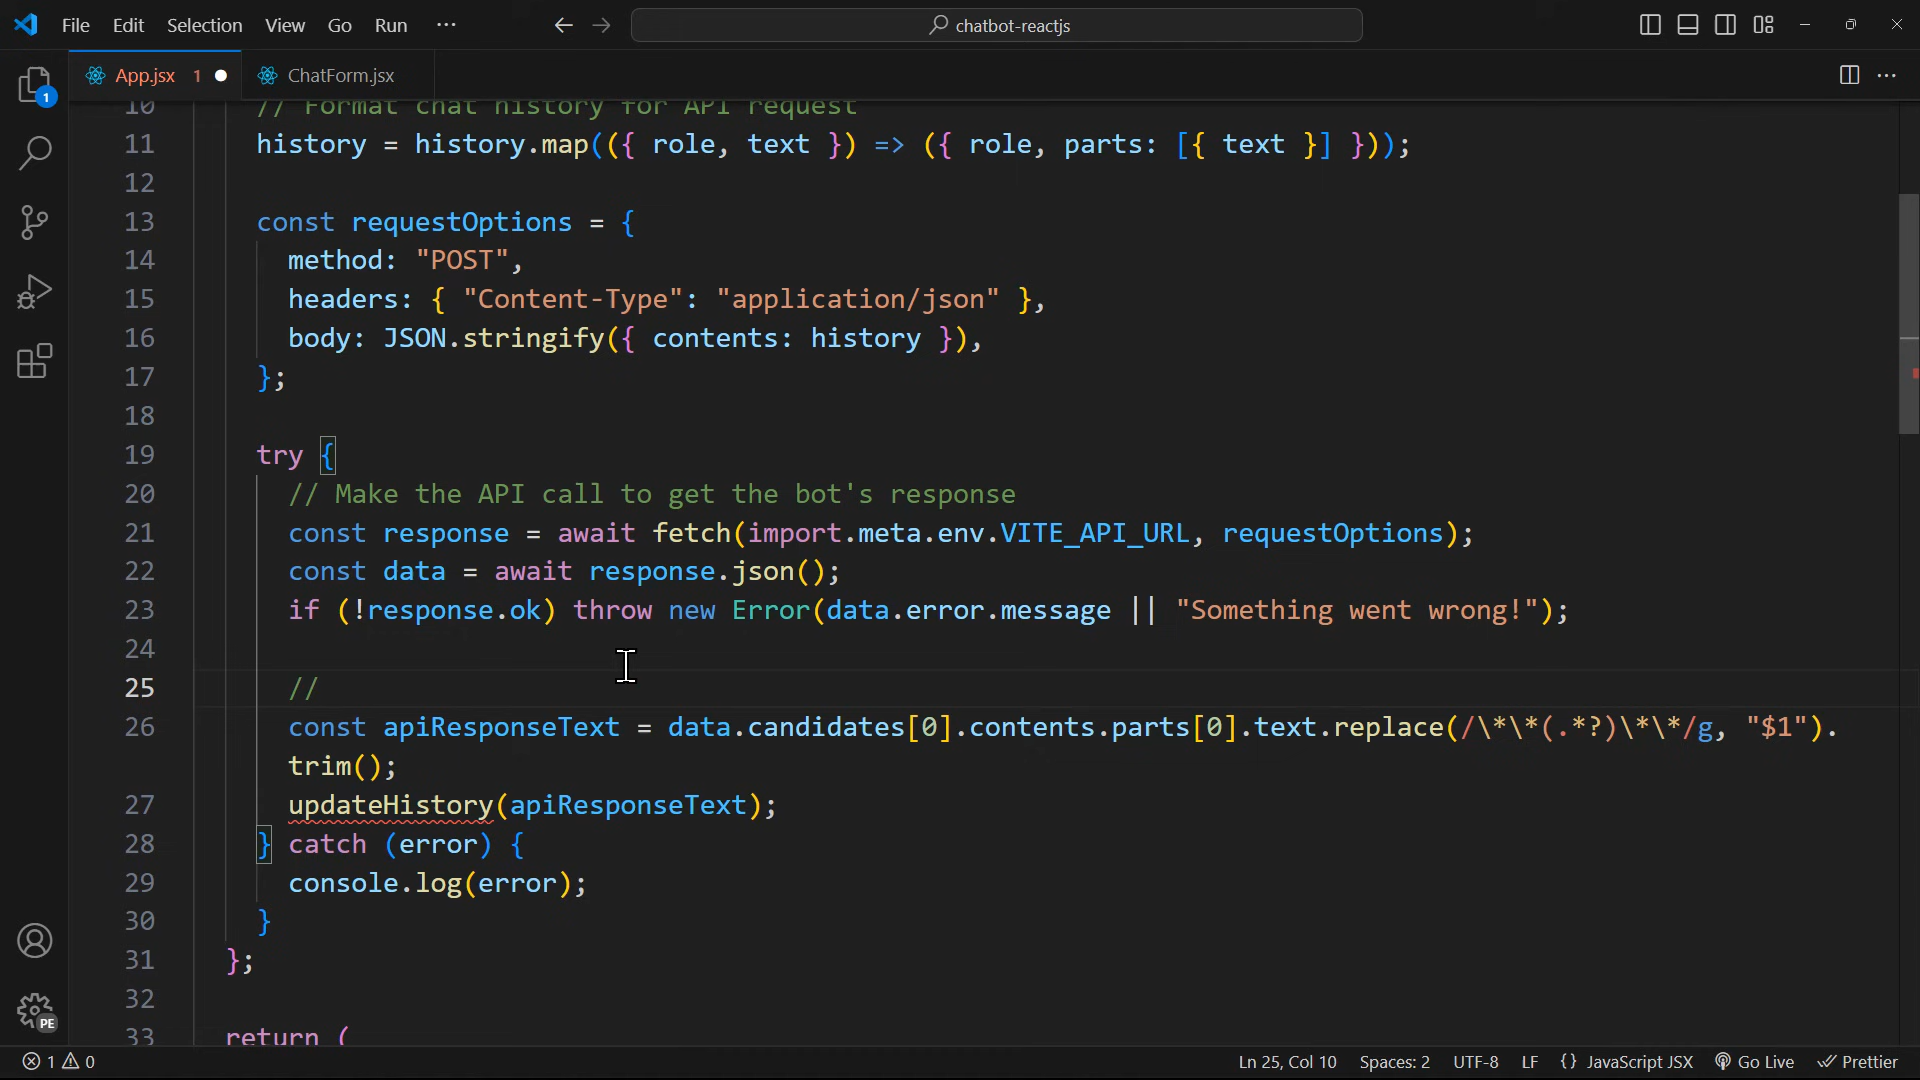 File Edit Selection View Go Run ··· chatbot-reactjs
App.jsx 1 ChatForm.jsx
1
10 // Format chat history for API request
11 history = history.map(({ role, text }) => ({ role, parts: [{ text }] }));
12
13 const requestOptions = {
14 method: "POST",
15 headers: { "Content-Type": "application/json" },
16 body: JSON.stringify({ contents: history }),
17 };
18
19 try {
20 // Make the API call to get the bot's response
21 const response = await fetch(import.meta.env.VITE_API_URL, requestOptions);
22 const data = await response.json();
23 if (!response.ok) throw new Error(data.error.message || "Something went wrong!");
24
25 //
26 const apiResponseText = data.candidates[0].contents.parts[0].text.replace(/\*\*(.*?)\*\*/g, "$1").
trim();
27 updateHistory(apiResponseText);
28 } catch (error) {
29 console.log(error);
30 }
31 };
32
33 return (
PE
1 0 Ln 25, Col 10 Spaces: 2 UTF-8 LF {} JavaScript JSX Go Live Prettier